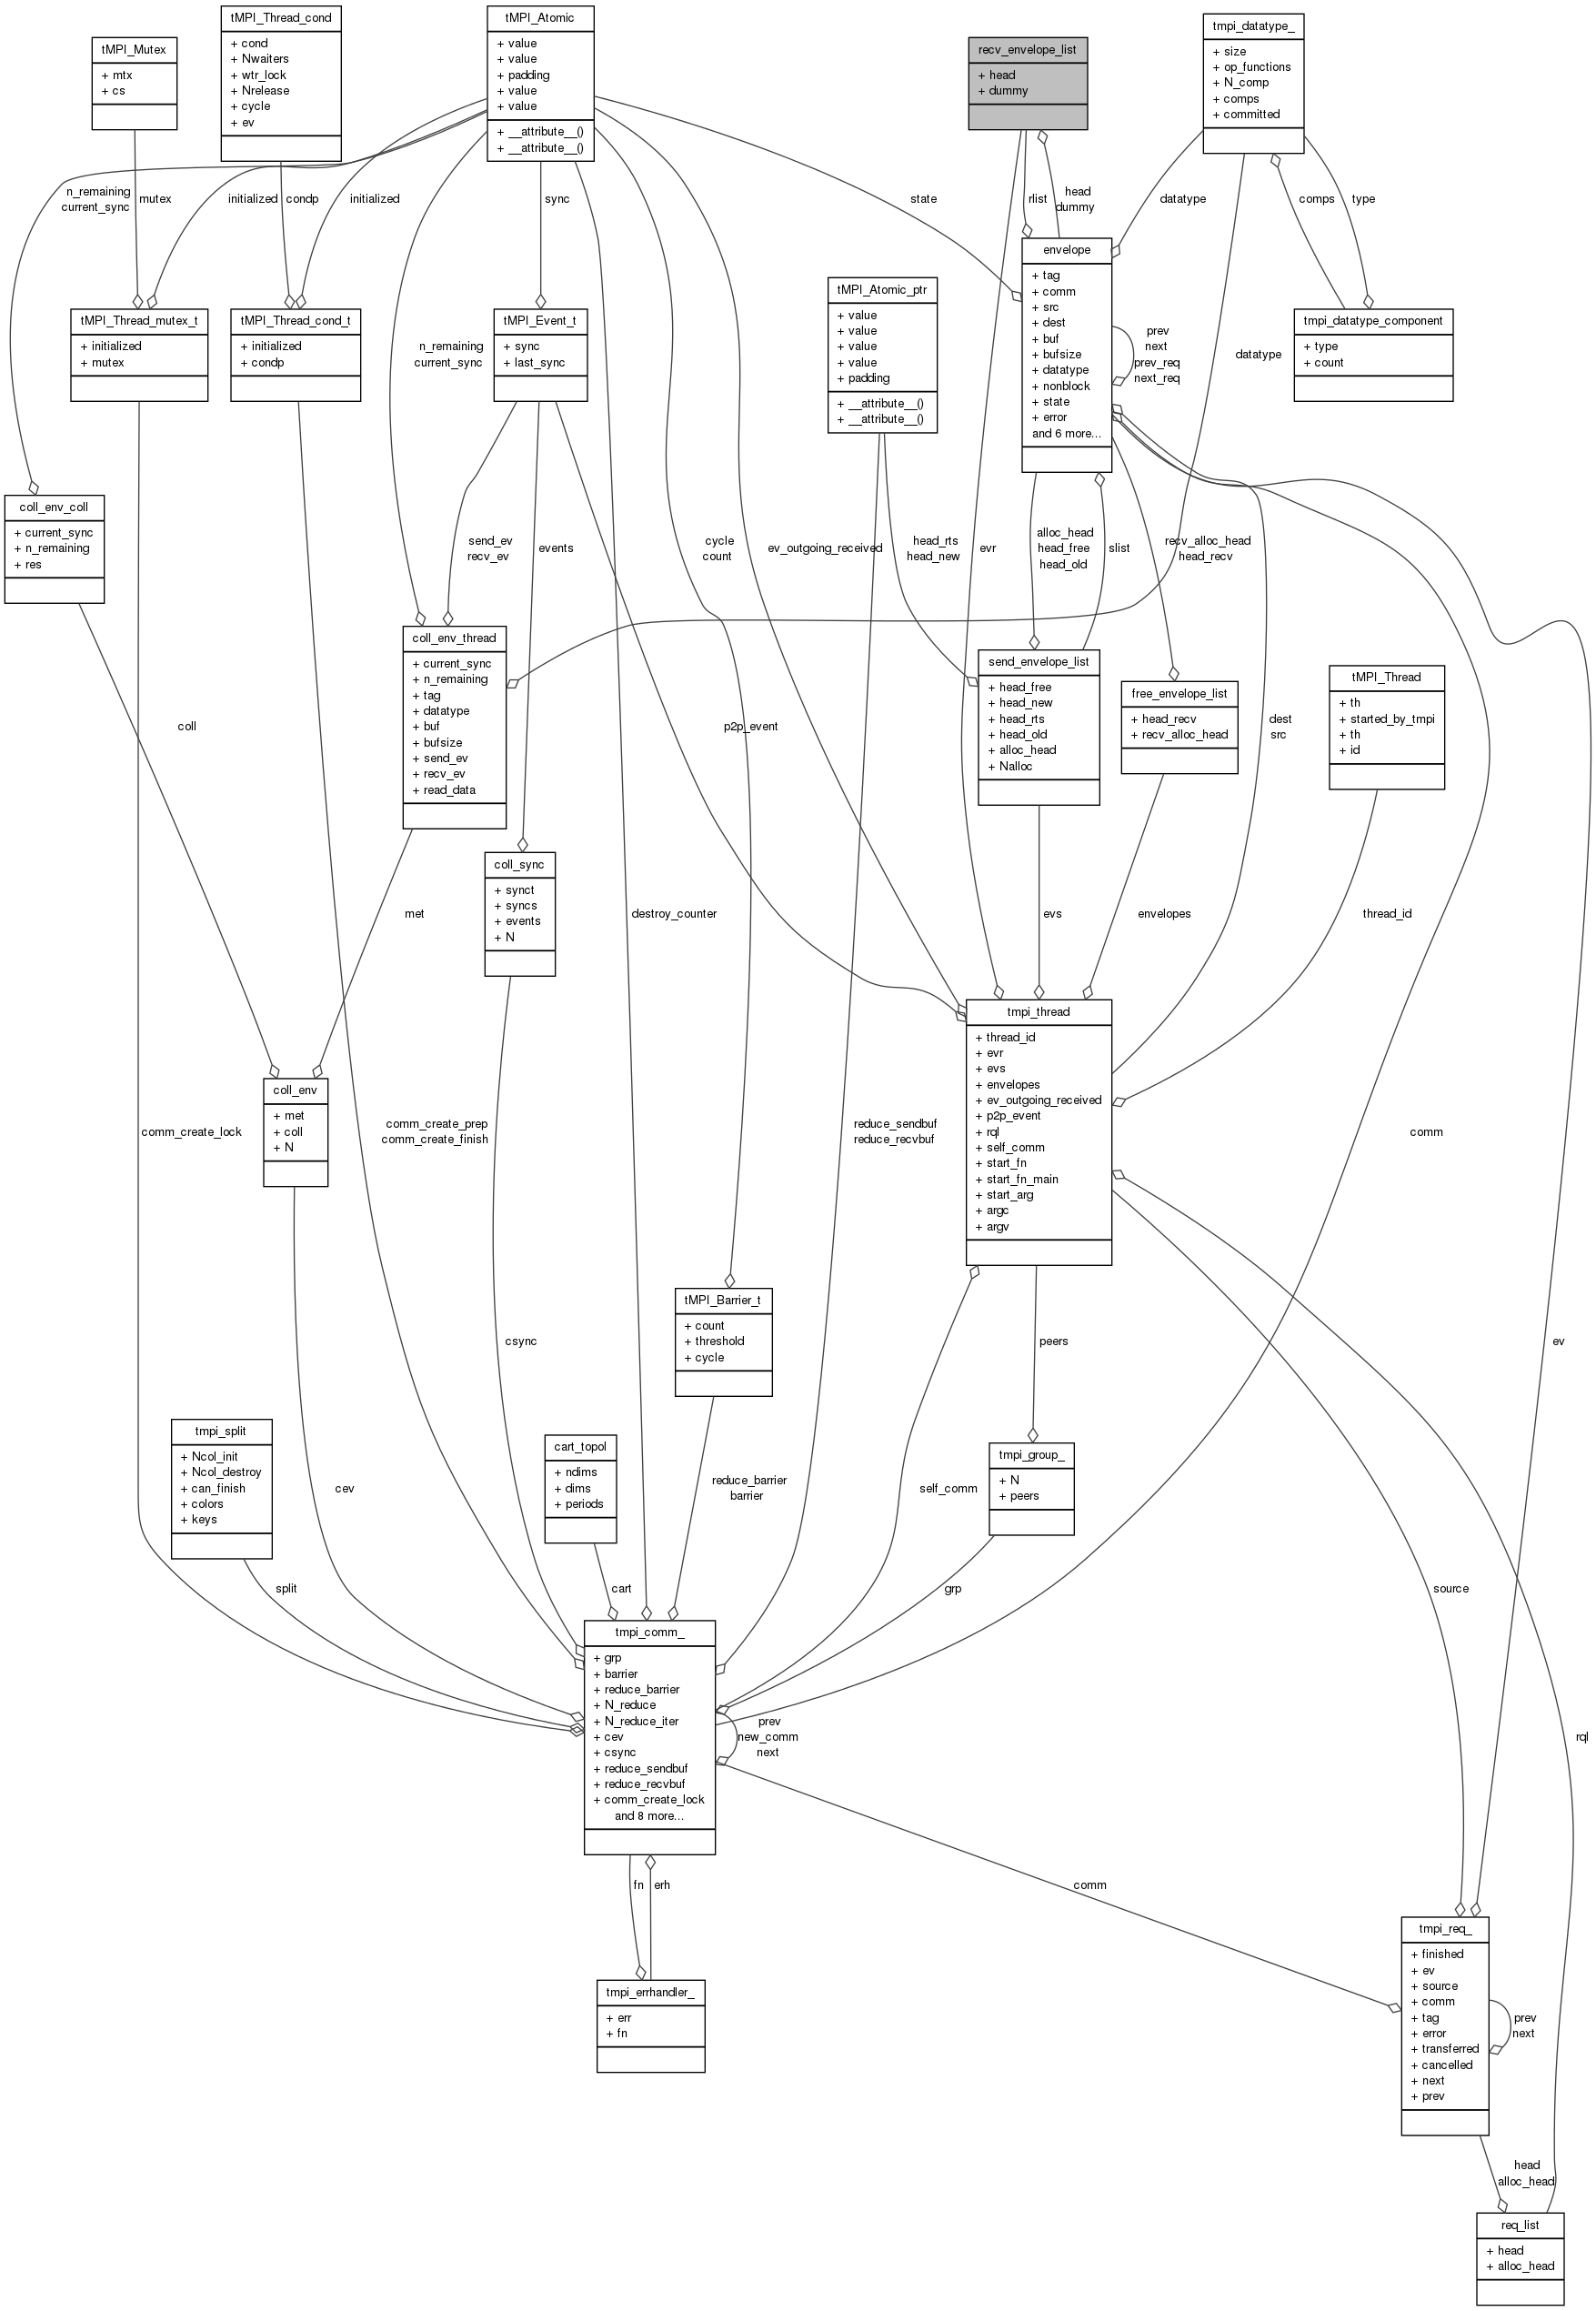 tMPI_Thread_cond
+ cond
+ Nwaiters
+ wtr_lock
+ Nrelease
+ cycle
+ ev
tMPI_Atomic
+ value
+ value
+ padding
+ value
+ value
+ __attribute__()
+ __attribute__()
tmpi_datatype_
+ size
+ op_functions
+ N_comp
+ comps
+ committed
tMPI_Mutex
+ mtx
+ cs
recv_envelope_list
+ head
+ dummy
n_remaining
current_sync
mutex
initialized
condp
initialized
sync
state
rlist
head
dummy
datatype
comps
type
envelope
+ tag
+ comm
+ src
+ dest
+ buf
+ bufsize
+ datatype
+ nonblock
+ state
+ error
and 6 more...
prev
next
prev_req
next_req
tMPI_Atomic_ptr
+ value
+ value
+ value
+ value
+ padding
+ __attribute__()
+ __attribute__()
tMPI_Thread_mutex_t
+ initialized
+ mutex
tMPI_Thread_cond_t
+ initialized
+ condp
tMPI_Event_t
+ sync
+ last_sync
tmpi_datatype_component
+ type
+ count
n_remaining
current_sync
datatype
coll_env_coll
+ current_sync
+ n_remaining
+ res
send_ev
recv_ev
events
cycle
count
ev_outgoing_received
head_rts
head_new
evr
alloc_head
head_free
head_old
slist
recv_alloc_head
head_recv
coll_env_thread
+ current_sync
+ n_remaining
+ tag
+ datatype
+ buf
+ bufsize
+ send_ev
+ recv_ev
+ read_data
send_envelope_list
+ head_free
+ head_new
+ head_rts
+ head_old
+ alloc_head
+ Nalloc
free_envelope_list
+ head_recv
+ recv_alloc_head
tMPI_Thread
+ th
+ started_by_tmpi
+ th
+ id
coll
p2p_event
dest
src
coll_sync
+ synct
+ syncs
+ events
+ N
met
destroy_counter
evs
envelopes
thread_id
tmpi_thread
+ thread_id
+ evr
+ evs
+ envelopes
+ ev_outgoing_received
+ p2p_event
+ rql
+ self_comm
+ start_fn
+ start_fn_main
+ start_arg
+ argc
+ argv
coll_env
+ met
+ coll
+ N
comm_create_lock
comm_create_prep
comm_create_finish
reduce_sendbuf
reduce_recvbuf
comm
tMPI_Barrier_t
+ count
+ threshold
+ cycle
csync
peers
ev
tmpi_split
+ Ncol_init
+ Ncol_destroy
+ can_finish
+ colors
+ keys
cart_topol
+ ndims
+ dims
+ periods
tmpi_group_
+ N
+ peers
cev
reduce_barrier
barrier
self_comm
split
cart
grp
source
tmpi_comm_
+ grp
+ barrier
+ reduce_barrier
+ N_reduce
+ N_reduce_iter
+ cev
+ csync
+ reduce_sendbuf
+ reduce_recvbuf
+ comm_create_lock
and 8 more...
prev
new_comm
next
rql
fn
erh
comm
tmpi_req_
+ finished
+ ev
+ source
+ comm
+ tag
+ error
+ transferred
+ cancelled
+ next
+ prev
prev
next
tmpi_errhandler_
+ err
+ fn
head
alloc_head
req_list
+ head
+ alloc_head